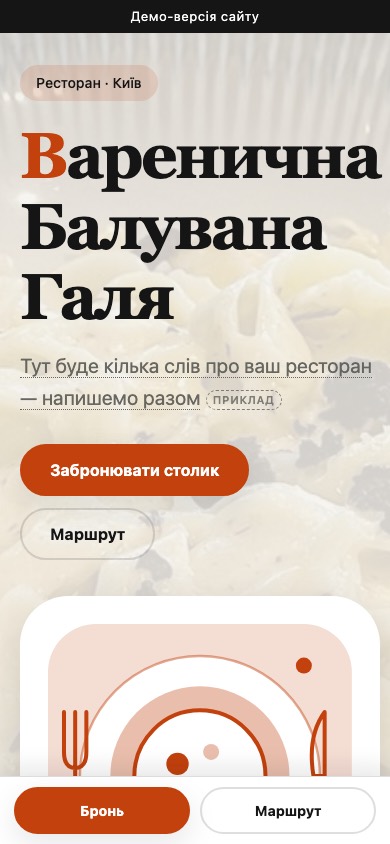 Демо-версія сайту
Ресторан · Київ
Варенична
Балувана
Галя
Тут буде кілька слів про ваш ресторан
— напишемо разом ПРИКЛАД
Забронювати столик
Маршрут
Бронь Маршрут